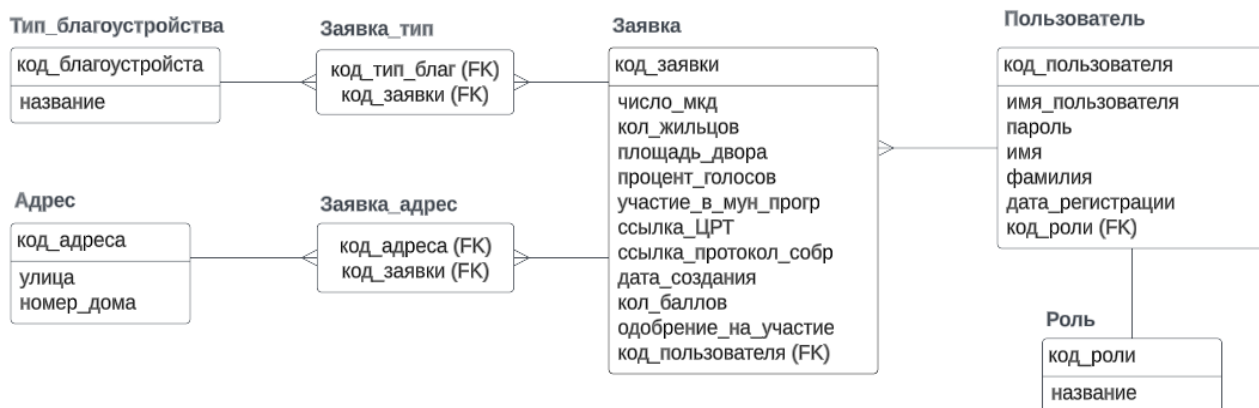 Тип_благоустройства
код_благоустройста
название
Заявка_тип
код_тип_благ (FK)
код_заявки (FK)
Адрес
код_адреса
улица
номер_дома
Заявка_адрес
код_адреса (FK)
код_заявки (FK)
Заявка
код_заявки
число_мкд
кол_жильцов
площадь_двора
процент_голосов
участие_в_мун_прогр
ссылка_ЦРТ
ссылка_протокол_собр
дата_создания
кол_баллов
одобрение_на_участие
код_пользователя (FK)
Пользователь
код_пользователя
имя_пользователя
пароль
имя
фамилия
дата_регистрации
код_роли (FK)
Роль
код_роли
название